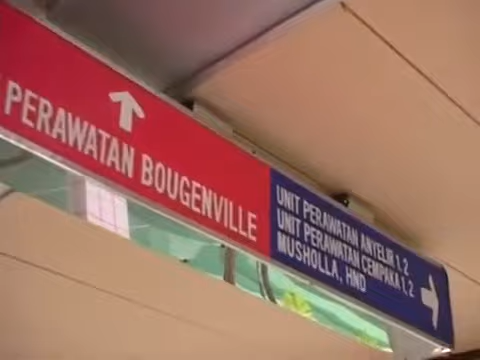 PERAWATAN BOUGENVILLE
UNIT PERAWATAN ANYELIR 1, 2
UNIT PERAWATAN CEMPAKA 1, 2
MUSHOLLA, HND